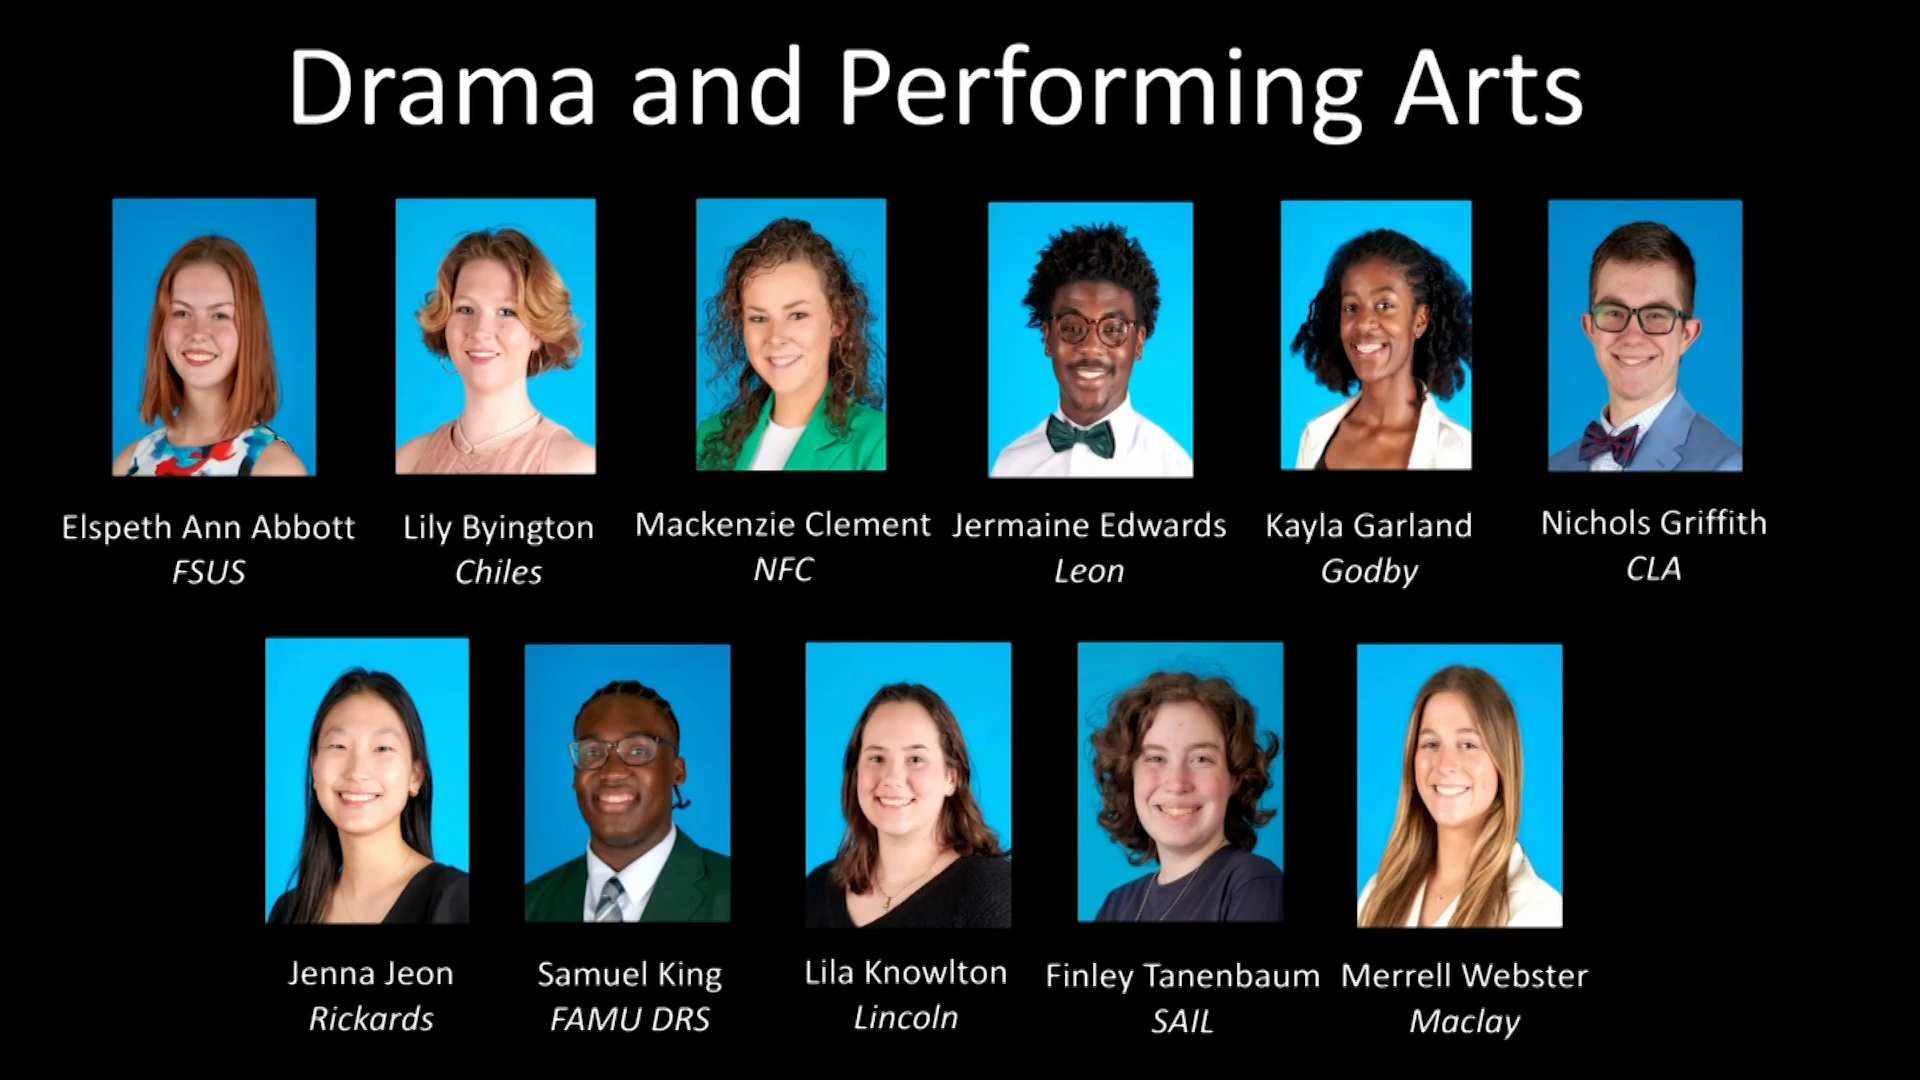 Drama and Performing Arts
Elspeth Ann Abbott
FSUS
Lily Byington
Chiles
Mackenzie Clement
NFC
Jermaine Edwards
Leon
Kayla Garland
Godby
Nichols Griffith
CLA
Jenna Jeon
Rickards
Samuel King
FAMU DRS
Lila Knowlton
Lincoln
Finley Tanenbaum
SAIL
Merrell Webster
Maclay